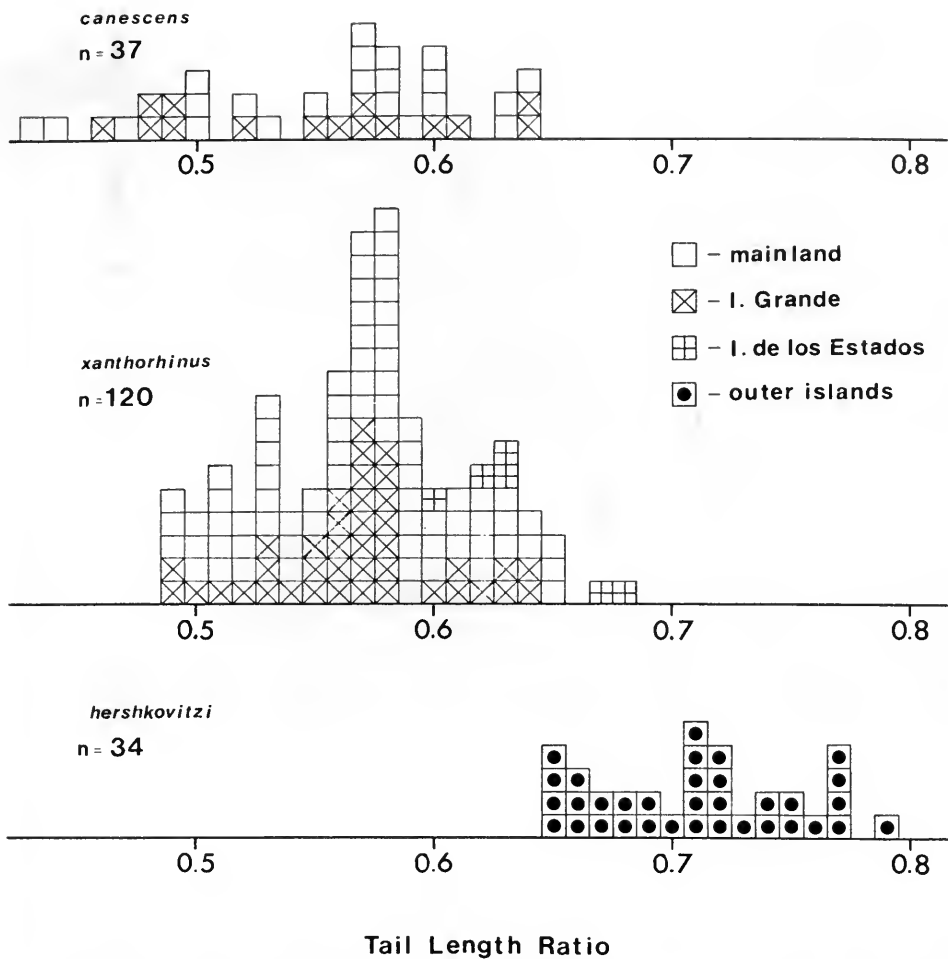 canescens
n = 37
0.5 0.6 0.7 0.8
xanthorhinus
n = 120
– mainland
– I. Grande
– I. de los Estados
– outer islands
0.5 0.6 0.7 0.8
hershkovitzi
n = 34
0.5 0.6 0.7 0.8
Tail Length Ratio